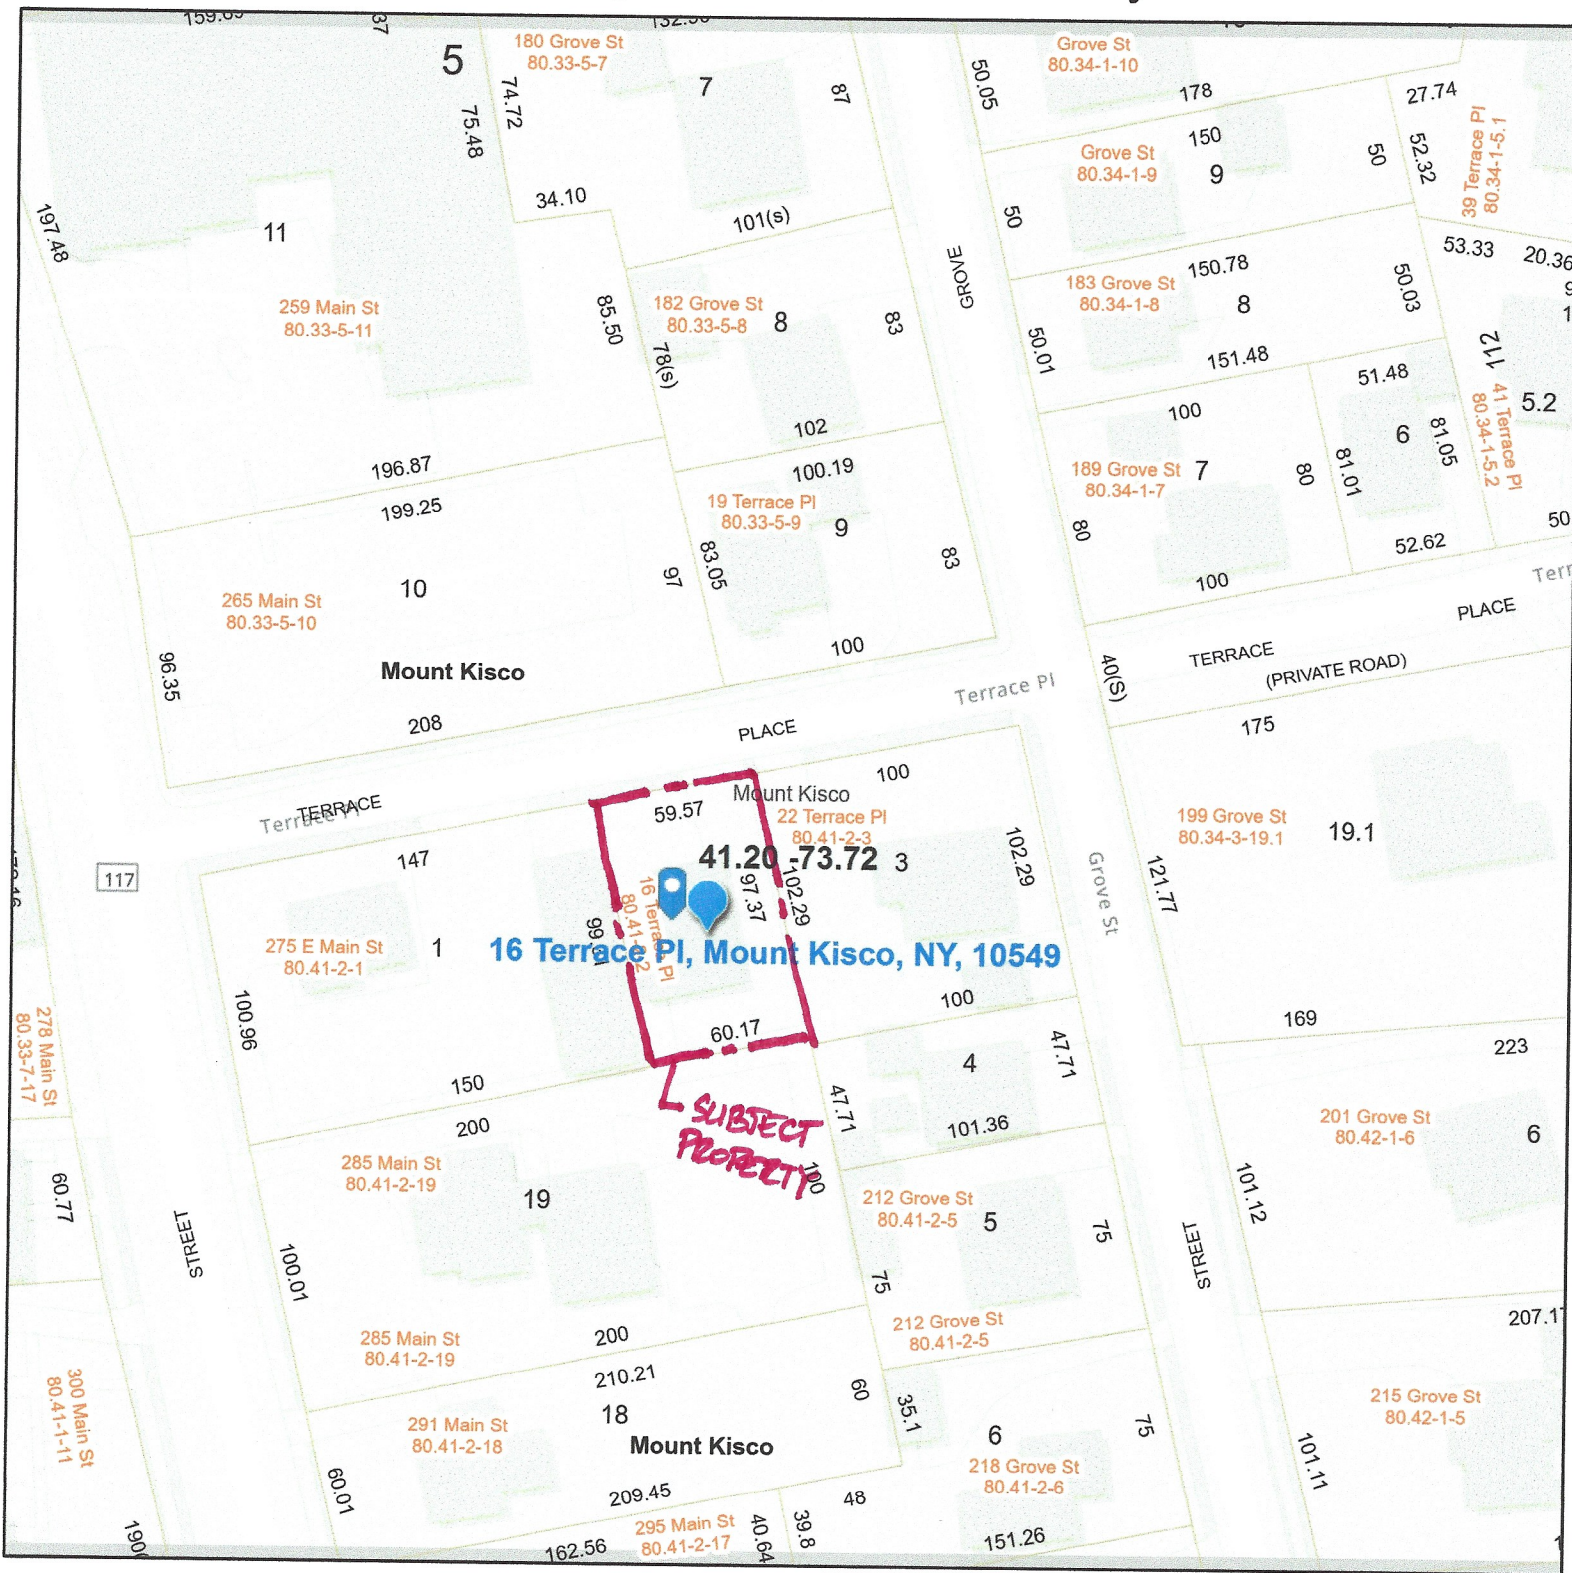 159.69
37
132.50
5
180 Grove St
80.33-5-7
7
87
74.72
75.48
34.10
101(s)
50.05
Grove St
80.34-1-10
178
27.74
150
Grove St
80.34-1-9
9
50
52.32
39 Terrace Pl
80.34-1-5.1
197.48
11
50
53.33
20.36
GROVE
150.78
259 Main St
80.33-5-11
85.50
182 Grove St
80.33-5-8
8
83
183 Grove St
80.34-1-8
8
50.03
78(s)
50.01
151.48
51.48
112
5.2
41 Terrace Pl
80.34-1-5.2
196.87
102
100
6
81.05
199.25
100.19
189 Grove St
80.34-1-7
7
80
81.01
19 Terrace Pl
80.33-5-9
9
83.05
83
80
50
52.62
97
10
265 Main St
80.33-5-10
100
Terr
PLACE
96.35
Mount Kisco
100
TERRACE
(PRIVATE ROAD)
40(S)
Terrace Pl
208
PLACE
175
TERRACE
Terrace Pl
59.57
Mount Kisco
100
22 Terrace Pl
80.41-2-3
3
199 Grove St
80.34-3-19.1
19.1
147
41.20 -73.72
102.29
117
97.37
102.29
Grove St
121.77
16 Terrace Pl
275 E Main St
80.41-2-1
1
16 Terrace Pl, Mount Kisco, NY, 10549
100.96
60.17
100
169
278 Main St
80.33-7-17
4
47.71
223
150
200
SUBJECT
PROPERTY
47.71
101.36
201 Grove St
80.42-1-6
6
285 Main St
80.41-2-19
19
100
60.77
212 Grove St
80.41-2-5
5
101.12
STREET
100.01
75
75
STREET
285 Main St
80.41-2-19
200
212 Grove St
80.41-2-5
207.1
210.21
18
60
35.1
300 Main St
80.41-1-11
291 Main St
80.41-2-18
Mount Kisco
6
75
215 Grove St
80.42-1-5
218 Grove St
80.41-2-6
101.11
60.01
209.45
48
190
162.56
295 Main St
80.41-2-17
40.64
39.8
151.26